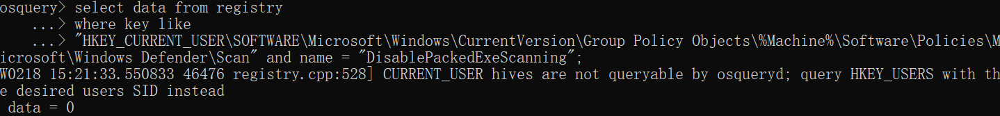 osquery> select data from registry
    ...> where key like
    ...> "HKEY_CURRENT_USER\SOFTWARE\Microsoft\Windows\CurrentVersion\Group Policy Objects\%Machine%\Software\Policies\M
icrosoft\Windows Defender\Scan" and name = "DisablePackedExeScanning";
W0218 15:21:33.550833 46476 registry.cpp:528] CURRENT_USER hives are not queryable by osqueryd; query HKEY_USERS with th
e desired users SID instead
 data = 0